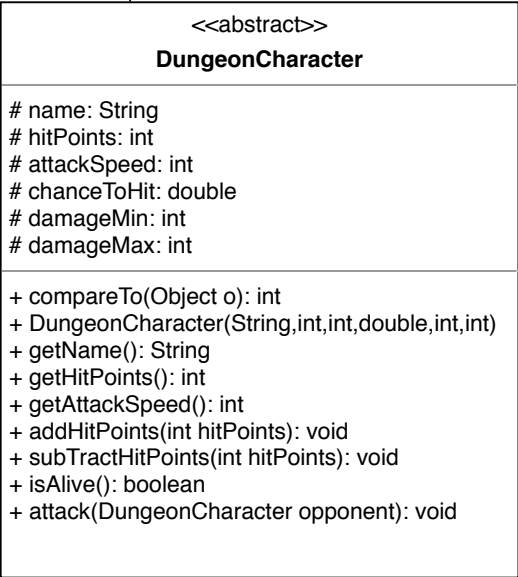 <<abstract>>
DungeonCharacter
# name: String
# hitPoints: int
# attackSpeed: int
# chanceToHit: double
# damageMin: int
# damageMax: int
+ compareTo(Object o): int
+ DungeonCharacter(String,int,int,double,int,int)
+ getName(): String
+ getHitPoints(): int
+ getAttackSpeed(): int
+ addHitPoints(int hitPoints): void
+ subTractHitPoints(int hitPoints): void
+ isAlive(): boolean
+ attack(DungeonCharacter opponent): void